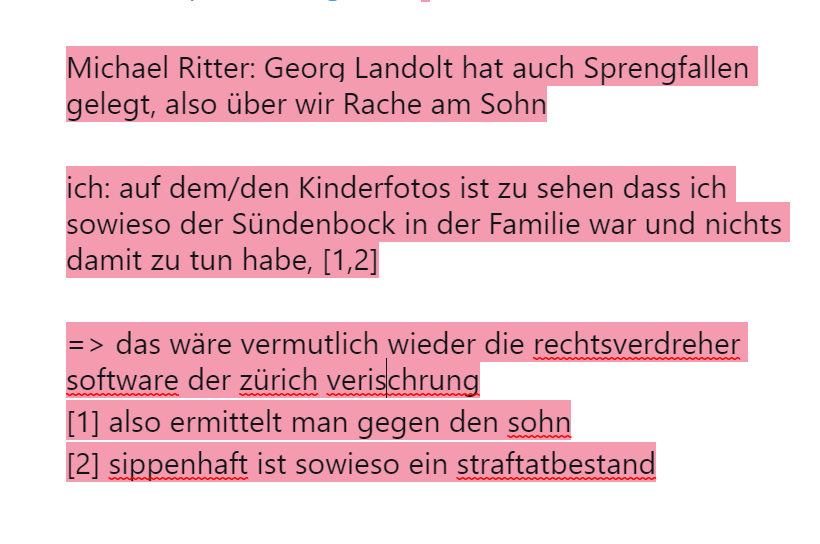 Michael Ritter: Georg Landolt hat auch Sprengfallen
gelegt, also über wir Rache am Sohn
ich: auf dem/den Kinderfotos ist zu sehen dass ich
sowieso der Sündenbock in der Familie war und nichts
damit zu tun habe, [1,2]
=> das wäre vermutlich wieder die rechtsverdreher
software der zürich verischrung
[1] also ermittelt man gegen den sohn
[2] sippenhaft ist sowieso ein straftatbestand